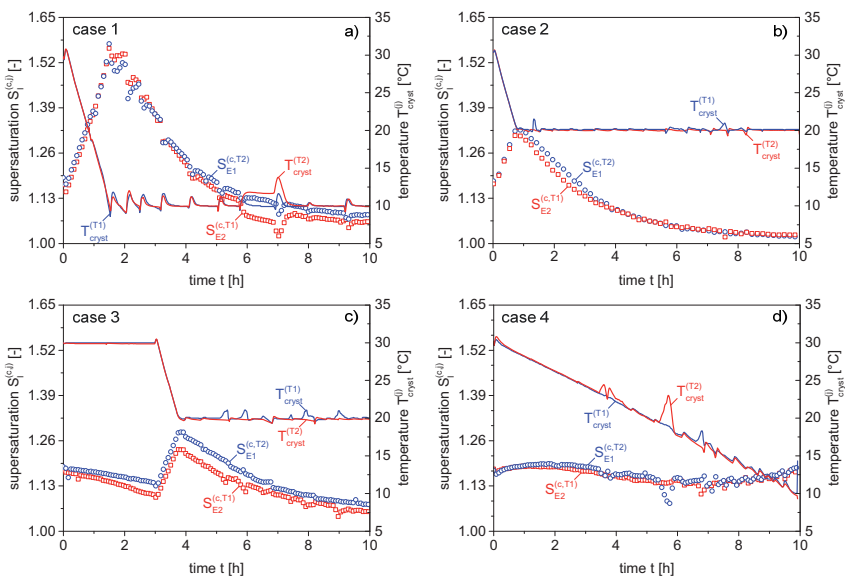 case 1
a)
supersaturation S_I^(c,j) [-]
1.65
1.52
1.39
1.26
1.13
1.00
35
30
25
20
15
10
5
temperature T_cryst^(j) [°C]
S_E1^(c,T2)
T_cryst^(T2)
T_cryst^(T1)
S_E2^(c,T1)
0 2 4 6 8 10
time t [h]
case 2
b)
supersaturation S_I^(c,j) [-]
1.65
1.52
1.39
1.26
1.13
1.00
35
30
25
20
15
10
5
temperature T_cryst^(j) [°C]
T_cryst^(T1)
T_cryst^(T2)
S_E1^(c,T2)
S_E2^(c,T1)
0 2 4 6 8 10
time t [h]
case 3
c)
supersaturation S_I^(c,j) [-]
1.65
1.52
1.39
1.26
1.13
1.00
35
30
25
20
15
10
5
temperature T_cryst^(j) [°C]
T_cryst^(T1)
T_cryst^(T2)
S_E1^(c,T2)
S_E2^(c,T1)
0 2 4 6 8 10
time t [h]
case 4
d)
supersaturation S_I^(c,j) [-]
1.65
1.52
1.39
1.26
1.13
1.00
35
30
25
20
15
10
5
temperature T_cryst^(j) [°C]
T_cryst^(T2)
T_cryst^(T1)
S_E1^(c,T2)
S_E2^(c,T1)
0 2 4 6 8 10
time t [h]